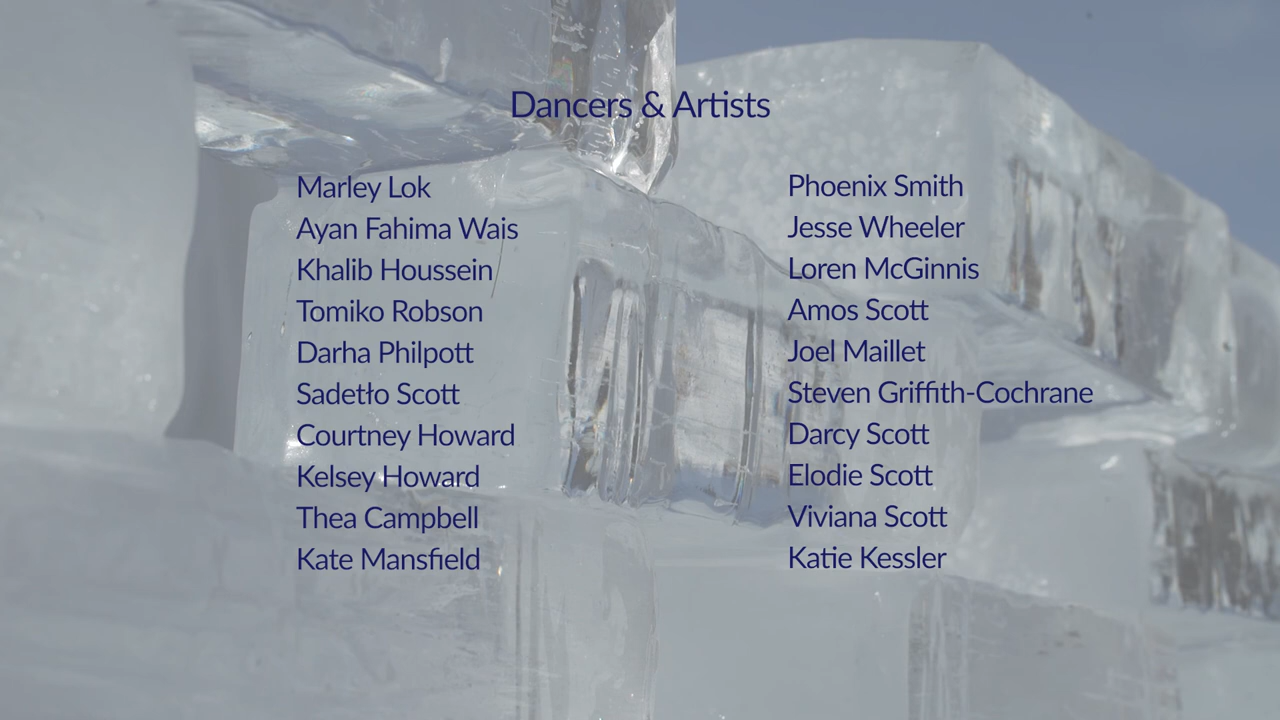 Dancers & Artists
Marley Lok
Ayan Fahima Wais
Khalib Houssein
Tomiko Robson
Darha Philpott
Sadetło Scott
Courtney Howard
Kelsey Howard
Thea Campbell
Kate Mansfield
Phoenix Smith
Jesse Wheeler
Loren McGinnis
Amos Scott
Joel Maillet
Steven Griffith-Cochrane
Darcy Scott
Elodie Scott
Viviana Scott
Katie Kessler